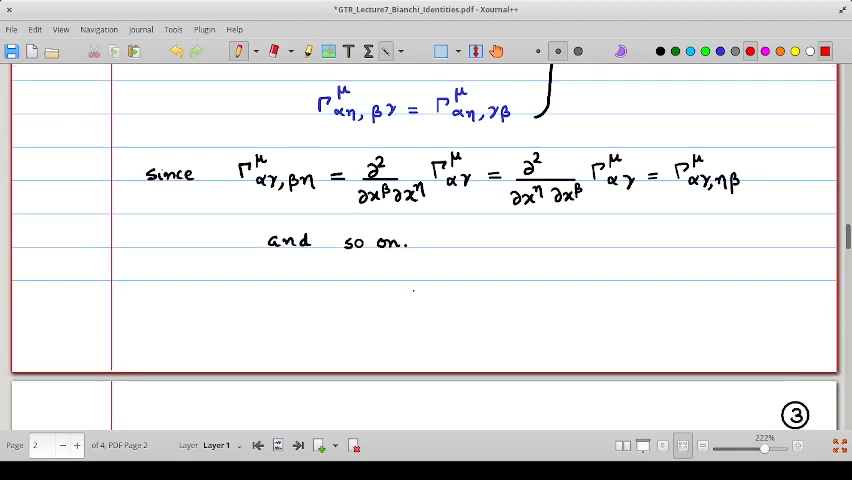 *GTR_Lecture7_Bianchi_Identities.pdf - Xournal++
File Edit View Navigation Journal Tools Plugin Help
Γ^μ_{αη, βγ} = Γ^μ_{αη, γβ}
since Γ^μ_{αγ, βη} = ∂²/∂x^β ∂x^η Γ^μ_{αγ} = ∂²/∂x^η ∂x^β Γ^μ_{αγ} = Γ^μ_{αγ, ηβ}
and so on.
3
Page 2 of 4, PDF Page 2 Layer Layer 1 222%